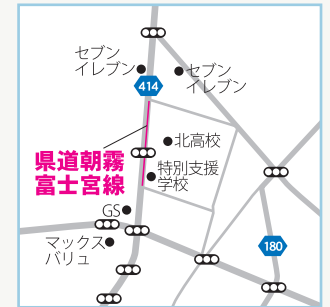 セブン
イレブン
セブン
イレブン
414
北高校
県道朝霧
富士宮線
特別支援
学校
GS
マックス
バリュ
180